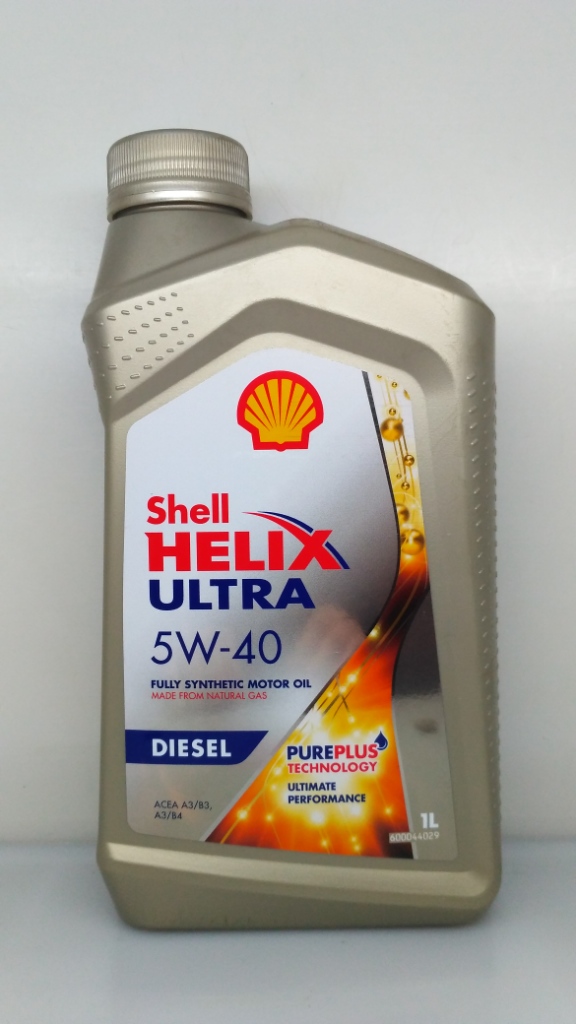 Shell
HELIX
ULTRA
5W-40
FULLY SYNTHETIC MOTOR OIL
MADE FROM NATURAL GAS
DIESEL
PUREPLUS
TECHNOLOGY
ULTIMATE
PERFORMANCE
ACEA A3/B3,
A3/B4
1L
600044029